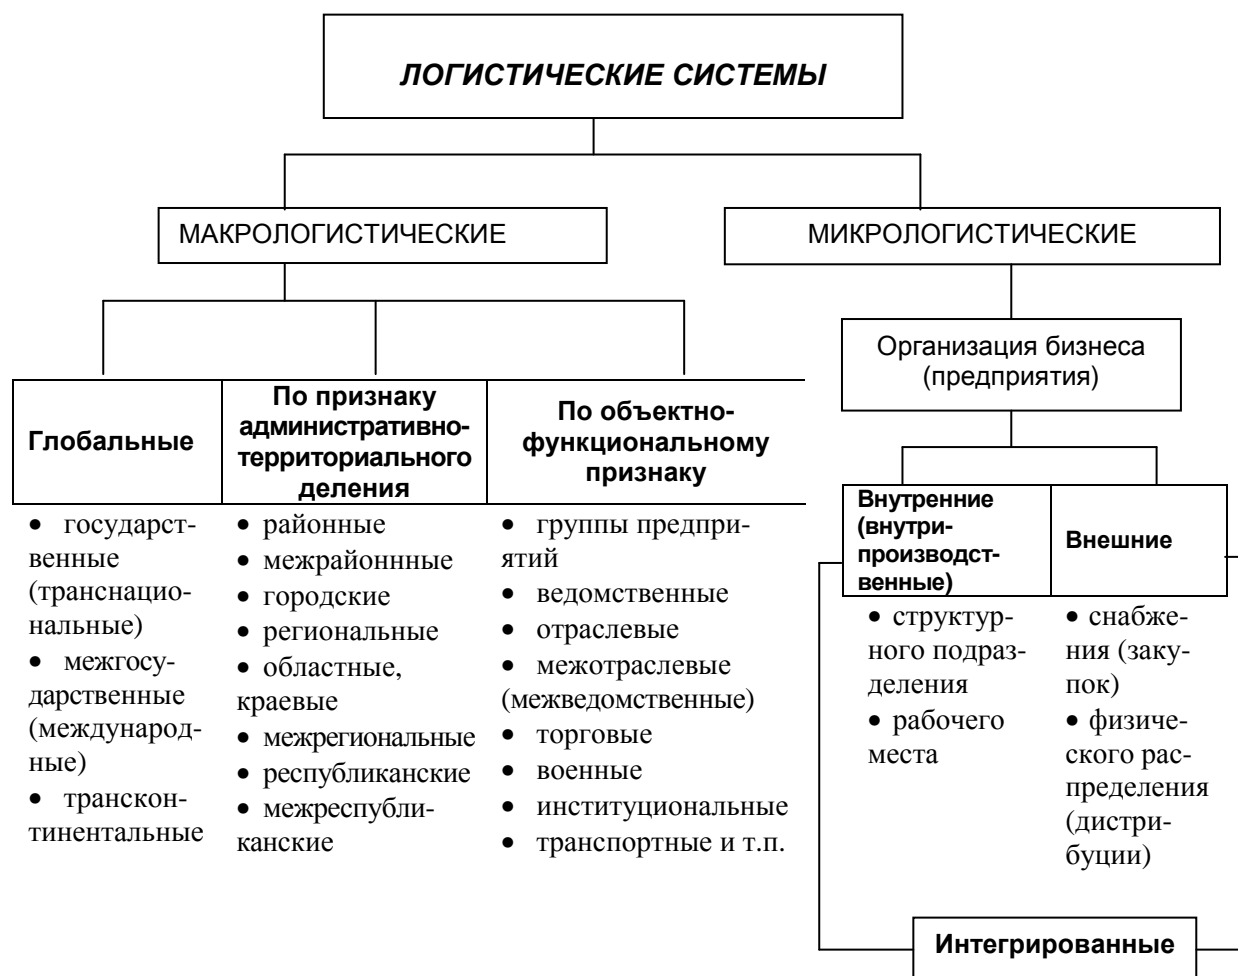 ЛОГИСТИЧЕСКИЕ СИСТЕМЫ
МАКРОЛОГИСТИЧЕСКИЕ
МИКРОЛОГИСТИЧЕСКИЕ
Организация бизнеса
(предприятия)
Глобальные
По признаку
административно-
территориального
деления
По объектно-
функциональному
признаку
• государст-
венные
(транснацио-
нальные)
• межгосу-
дарственные
(международ-
ные)
• транскон-
тинентальные
• районные
• межрайоннные
• городские
• региональные
• областные,
краевые
• межрегиональные
• республиканские
• межреспубли-
канские
• группы предпри-
ятий
• ведомственные
• отраслевые
• межотраслевые
(межведомственные)
• торговые
• военные
• институциональные
• транспортные и т.п.
Внутренние
(внутри-
производст-
венные)
Внешние
• структур-
ного подраз-
деления
• рабочего
места
• снабже-
ния (заку-
пок)
• физиче-
ского рас-
пределения
(дистри-
буции)
Интегрированные